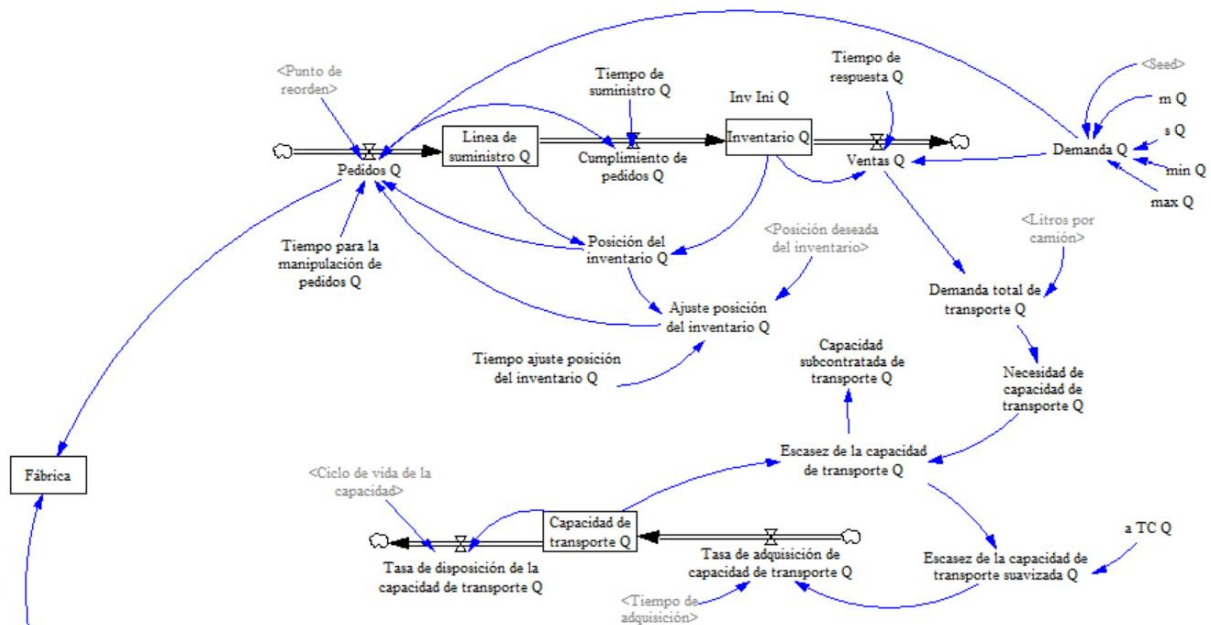 <Punto de
reorden>
Tiempo de
suministro Q
Inv Ini Q
Tiempo de
respuesta Q
<Seed>
m Q
s Q
min Q
max Q
Linea de
suministro Q
Inventario Q
Pedidos Q
Cumplimiento de
pedidos Q
Ventas Q
Demanda Q
Tiempo para la
manipulación de
pedidos Q
Posición del
inventario Q
<Posición deseada
del inventario>
<Litros por
camión>
Ajuste posición
del inventario Q
Demanda total de
transporte Q
Tiempo ajuste posición
del inventario Q
Capacidad
subcontratada de
transporte Q
Necesidad de
capacidad de
transporte Q
Fábrica
<Ciclo de vida de la
capacidad>
Escasez de la capacidad
de transporte Q
Capacidad de
transporte Q
a TC Q
Tasa de disposición de la
capacidad de transporte Q
Tasa de adquisición de
capacidad de transporte Q
Escasez de la capacidad de
transporte suavizada Q
<Tiempo de
adquisición>